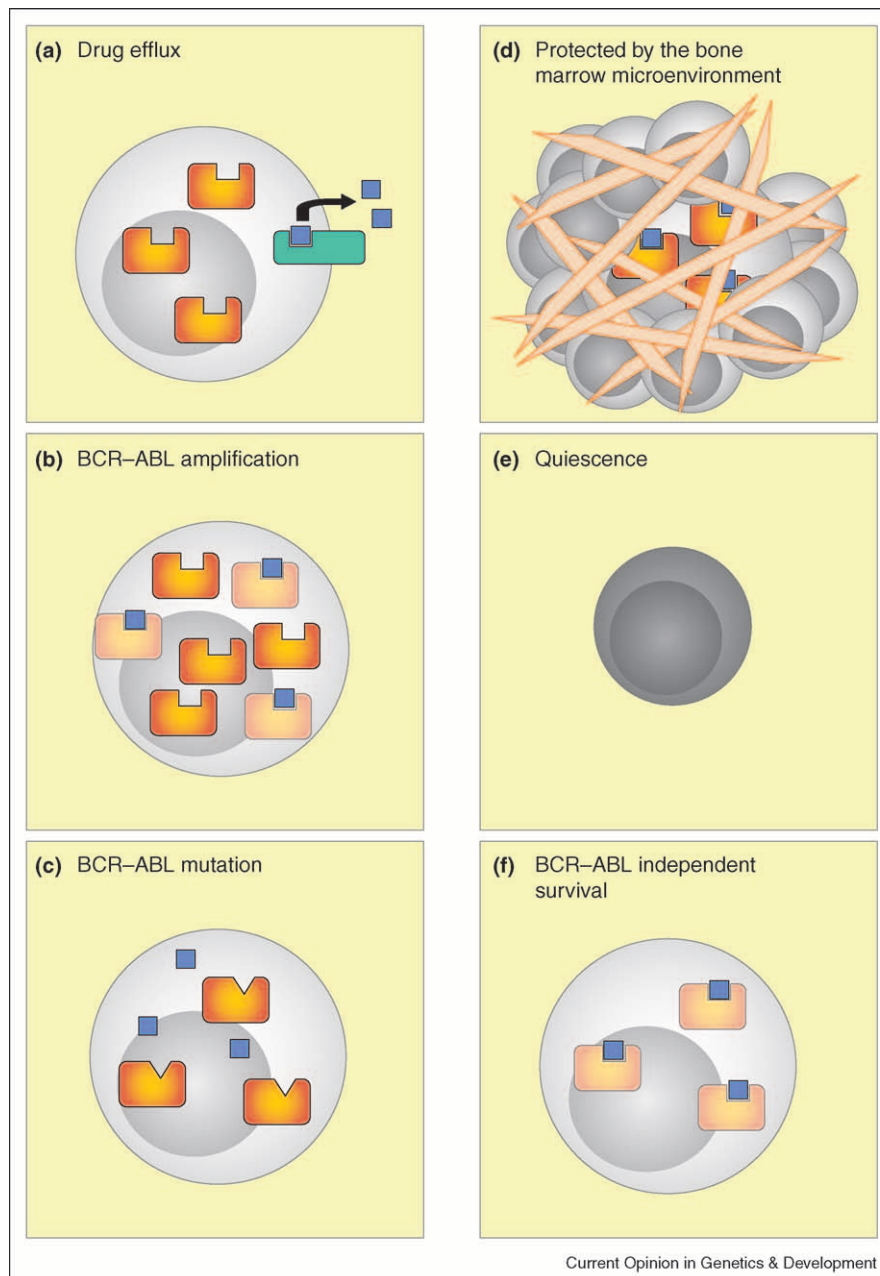 (a) Drug efflux
(d) Protected by the bone
marrow microenvironment
(b) BCR–ABL amplification
(e) Quiescence
(c) BCR–ABL mutation
(f) BCR–ABL independent
survival
Current Opinion in Genetics & Development